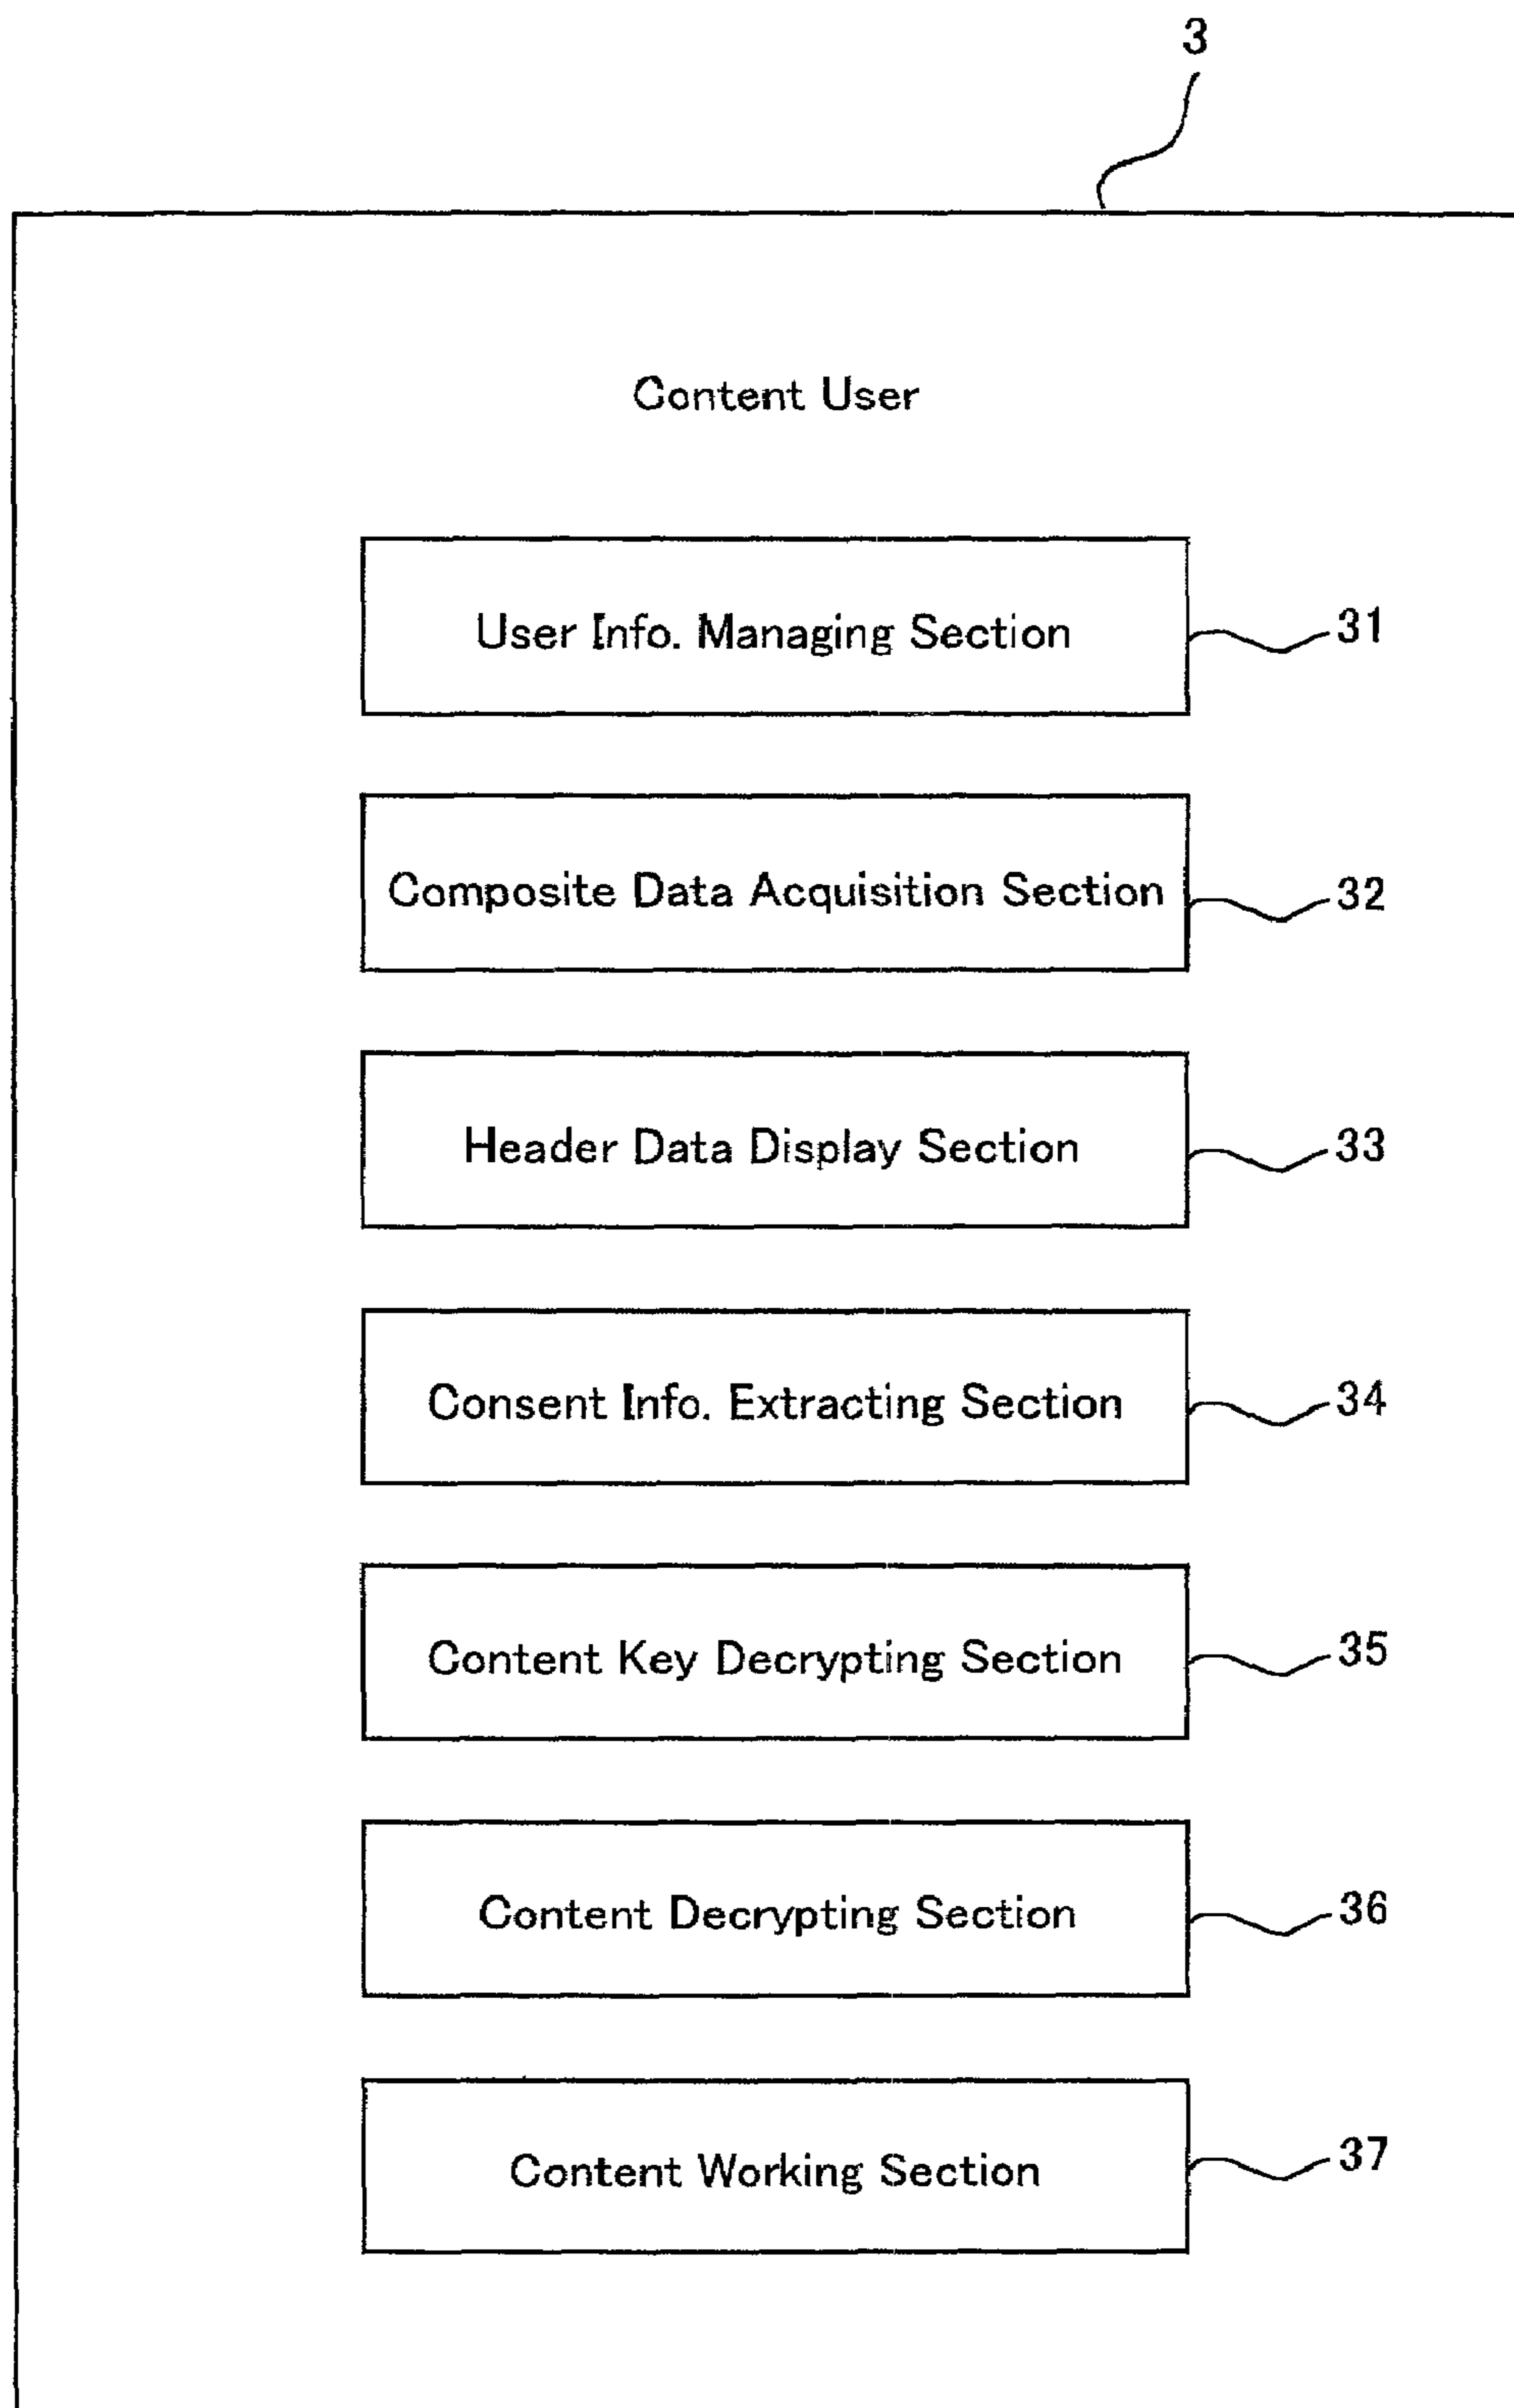 3
Content User
User Info. Managing Section
31
Composite Data Acquisition Section
32
Header Data Display Section
33
Consent Info. Extracting Section
34
Content Key Decrypting Section
35
Content Decrypting Section
36
Content Working Section
37